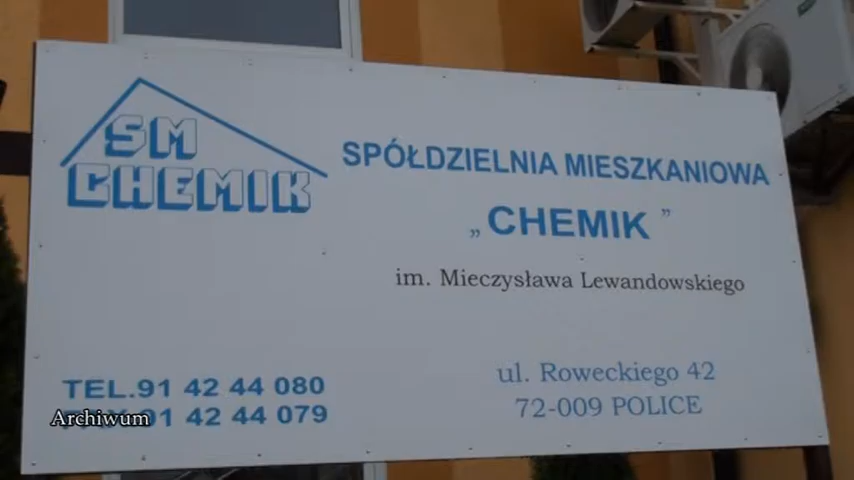 SM
CHEMIK
SPÓŁDZIELNIA MIESZKANIOWA
„CHEMIK”
im. Mieczysława Lewandowskiego
TEL.91 42 44 080
91 42 44 079
Archiwum
ul. Roweckiego 42
72-009 POLICE